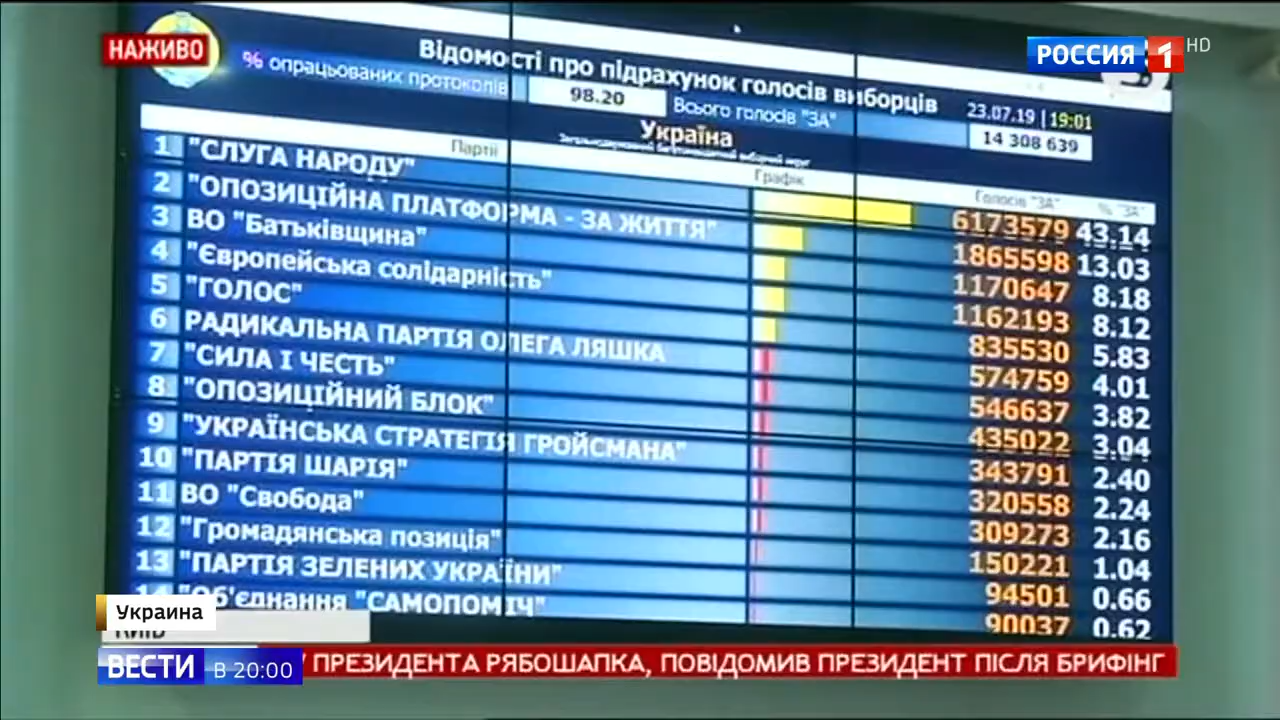 НАЖИВО
РОССИЯ 1 HD
Відомості про підрахунок голосів виборців
% опрацьованих протоколів 98.20 Всього голосів "ЗА" 14 308 639
23.07.19 | 19:01
Україна
Загальнодержавний багатомандатний виборчий округ
Партії Графік Голосів "ЗА" % "ЗА"
1 "СЛУГА НАРОДУ" 6173579 43.14
2 "ОПОЗИЦІЙНА ПЛАТФОРМА - ЗА ЖИТТЯ" 1865598 13.03
3 ВО "Батьківщина" 1170647 8.18
4 "Європейська солідарність" 1162193 8.12
5 "ГОЛОС" 835530 5.83
6 РАДИКАЛЬНА ПАРТІЯ ОЛЕГА ЛЯШКА 574759 4.01
7 "СИЛА І ЧЕСТЬ" 546637 3.82
8 "ОПОЗИЦІЙНИЙ БЛОК" 435022 3.04
9 "УКРАЇНСЬКА СТРАТЕГІЯ ГРОЙСМАНА" 343791 2.40
10 "ПАРТІЯ ШАРІЯ" 320558 2.24
11 ВО "Свобода" 309273 2.16
12 "Громадянська позиція" 150221 1.04
13 "ПАРТІЯ ЗЕЛЕНИХ УКРАЇНИ" 94501 0.66
14 "Об'єднання "САМОПОМІЧ" 90037 0.62
Украина
КИЇВ
ВЕСТИ В 20:00
У ПРЕЗИДЕНТА РЯБОШАПКА, ПОВІДОМИВ ПРЕЗИДЕНТ ПІСЛЯ БРИФІНГ